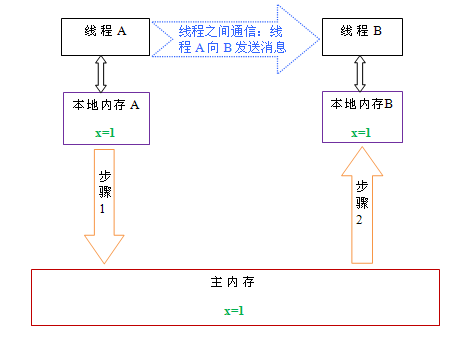 线程 A
线程之间通信：线
程 A 向 B 发送消息
线程 B
本地内存 A
x=1
本地内存B
x=1
步
骤
1
步
骤
2
主内存
x=1